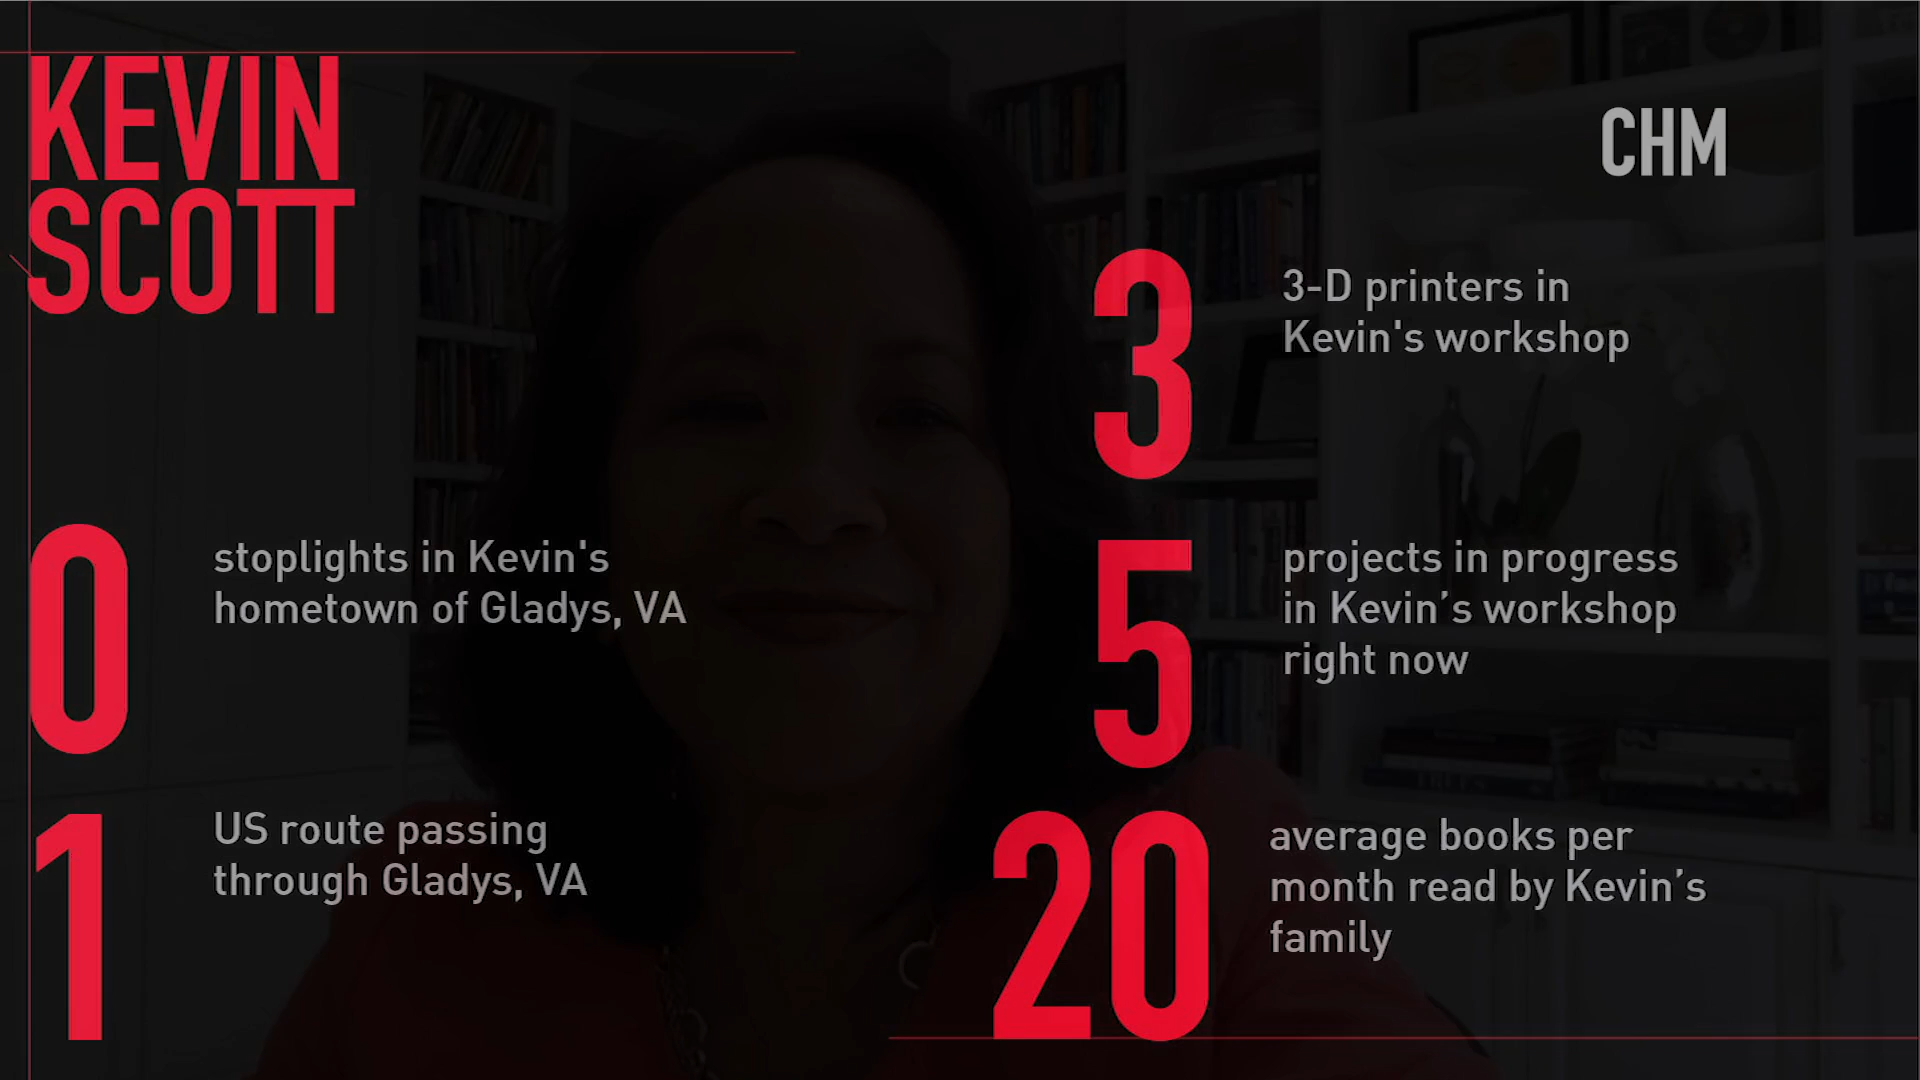 KEVIN
SCOTT
CHM
0
stoplights in Kevin's
hometown of Gladys, VA
1
US route passing
through Gladys, VA
3
3-D printers in
Kevin's workshop
5
projects in progress
in Kevin’s workshop
right now
20
average books per
month read by Kevin’s
family